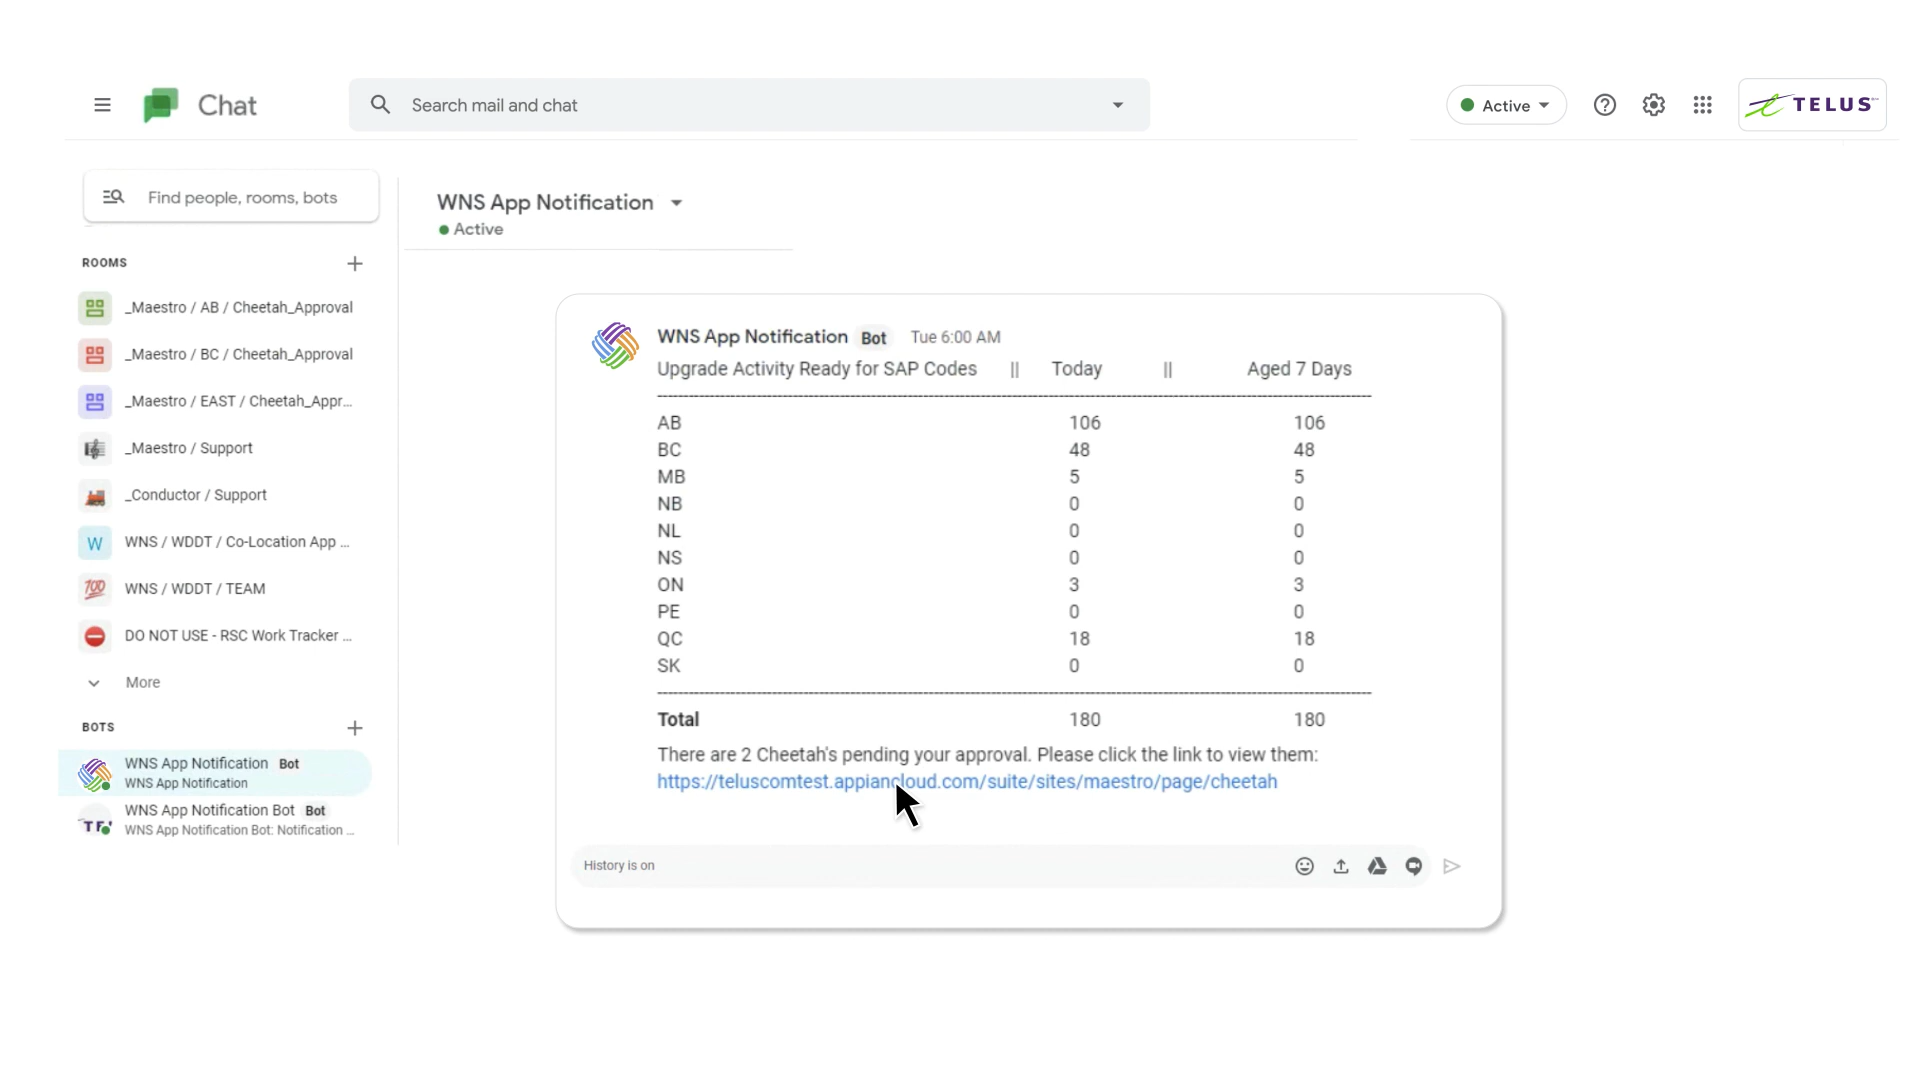 Chat
Search mail and chat
Active
TELUS
Find people, rooms, bots
WNS App Notification
Active
ROOMS
_Maestro / AB / Cheetah_Approval
_Maestro / BC / Cheetah_Approval
_Maestro / EAST / Cheetah_Appr...
_Maestro / Support
_Conductor / Support
W WNS / WDDT / Co-Location App ...
100 WNS / WDDT / TEAM
DO NOT USE - RSC Work Tracker ...
More
BOTS
WNS App Notification Bot
WNS App Notification
WNS App Notification Bot Bot
WNS App Notification Bot: Notification ...
WNS App Notification Bot Tue 6:00 AM
Upgrade Activity Ready for SAP Codes || Today || Aged 7 Days
AB 106 106
BC 48 48
MB 5 5
NB 0 0
NL 0 0
NS 0 0
ON 3 3
PE 0 0
QC 18 18
SK 0 0
Total 180 180
There are 2 Cheetah's pending your approval. Please click the link to view them:
https://teluscomtest.appiancloud.com/suite/sites/maestro/page/cheetah
History is on